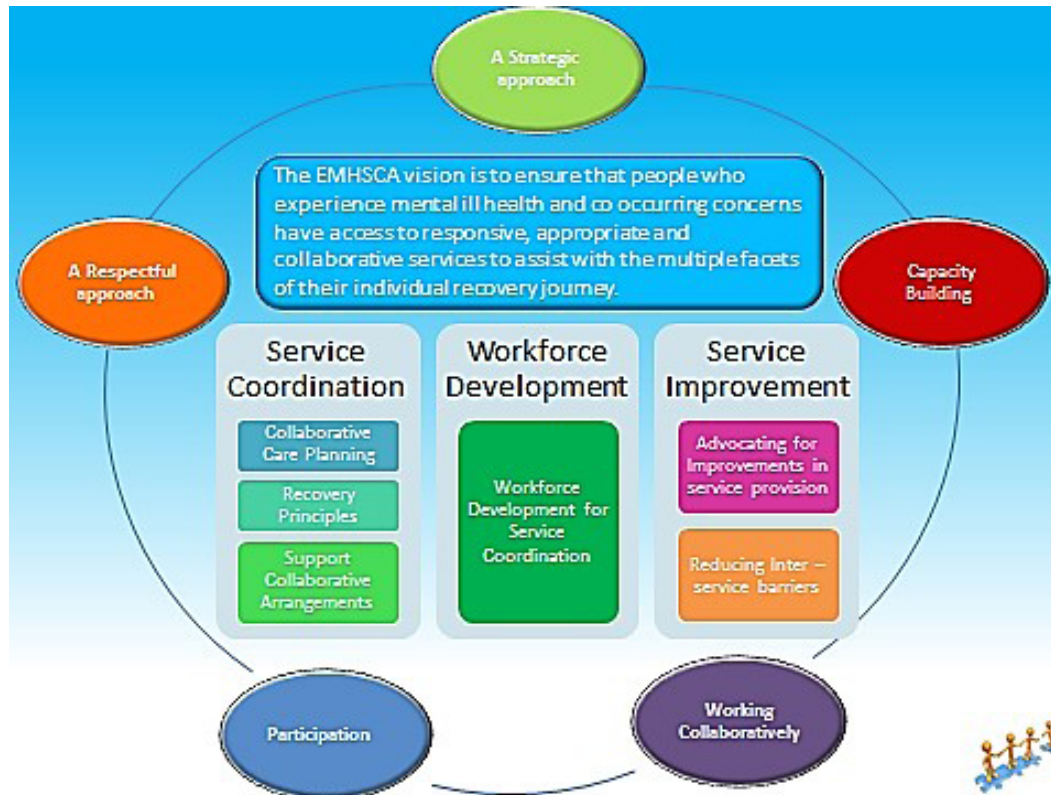 A Strategic
approach
The EMHSCA vision is to ensure that people who
experience mental ill health and co occurring concerns
have access to responsive, appropriate and
collaborative services to assist with the multiple facets
of their individual recovery journey.
A Respectful
approach
Capacity
Building
Service
Coordination
Collaborative
Care Planning
Recovery
Principles
Support
Collaborative
Arrangements
Workforce
Development
Workforce
Development for
Service
Coordination
Service
Improvement
Advocating for
Improvements in
service provision
Reducing Inter –
service barriers
Participation
Working
Collaboratively